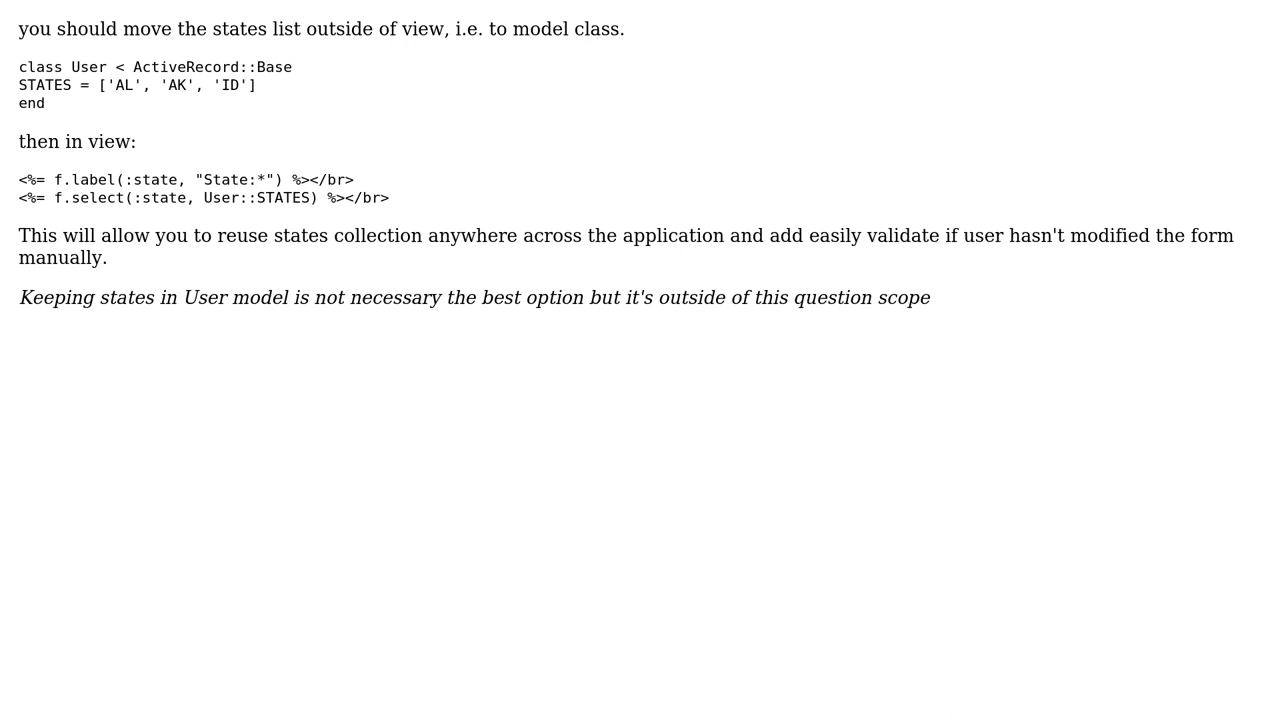 you should move the states list outside of view, i.e. to model class.
class User < ActiveRecord::Base
STATES = ['AL', 'AK', 'ID']
end
then in view:
<%= f.label(:state, "State:*") %></br>
<%= f.select(:state, User::STATES) %></br>
This will allow you to reuse states collection anywhere across the application and add easily validate if user hasn't modified the form
manually.
Keeping states in User model is not necessary the best option but it's outside of this question scope